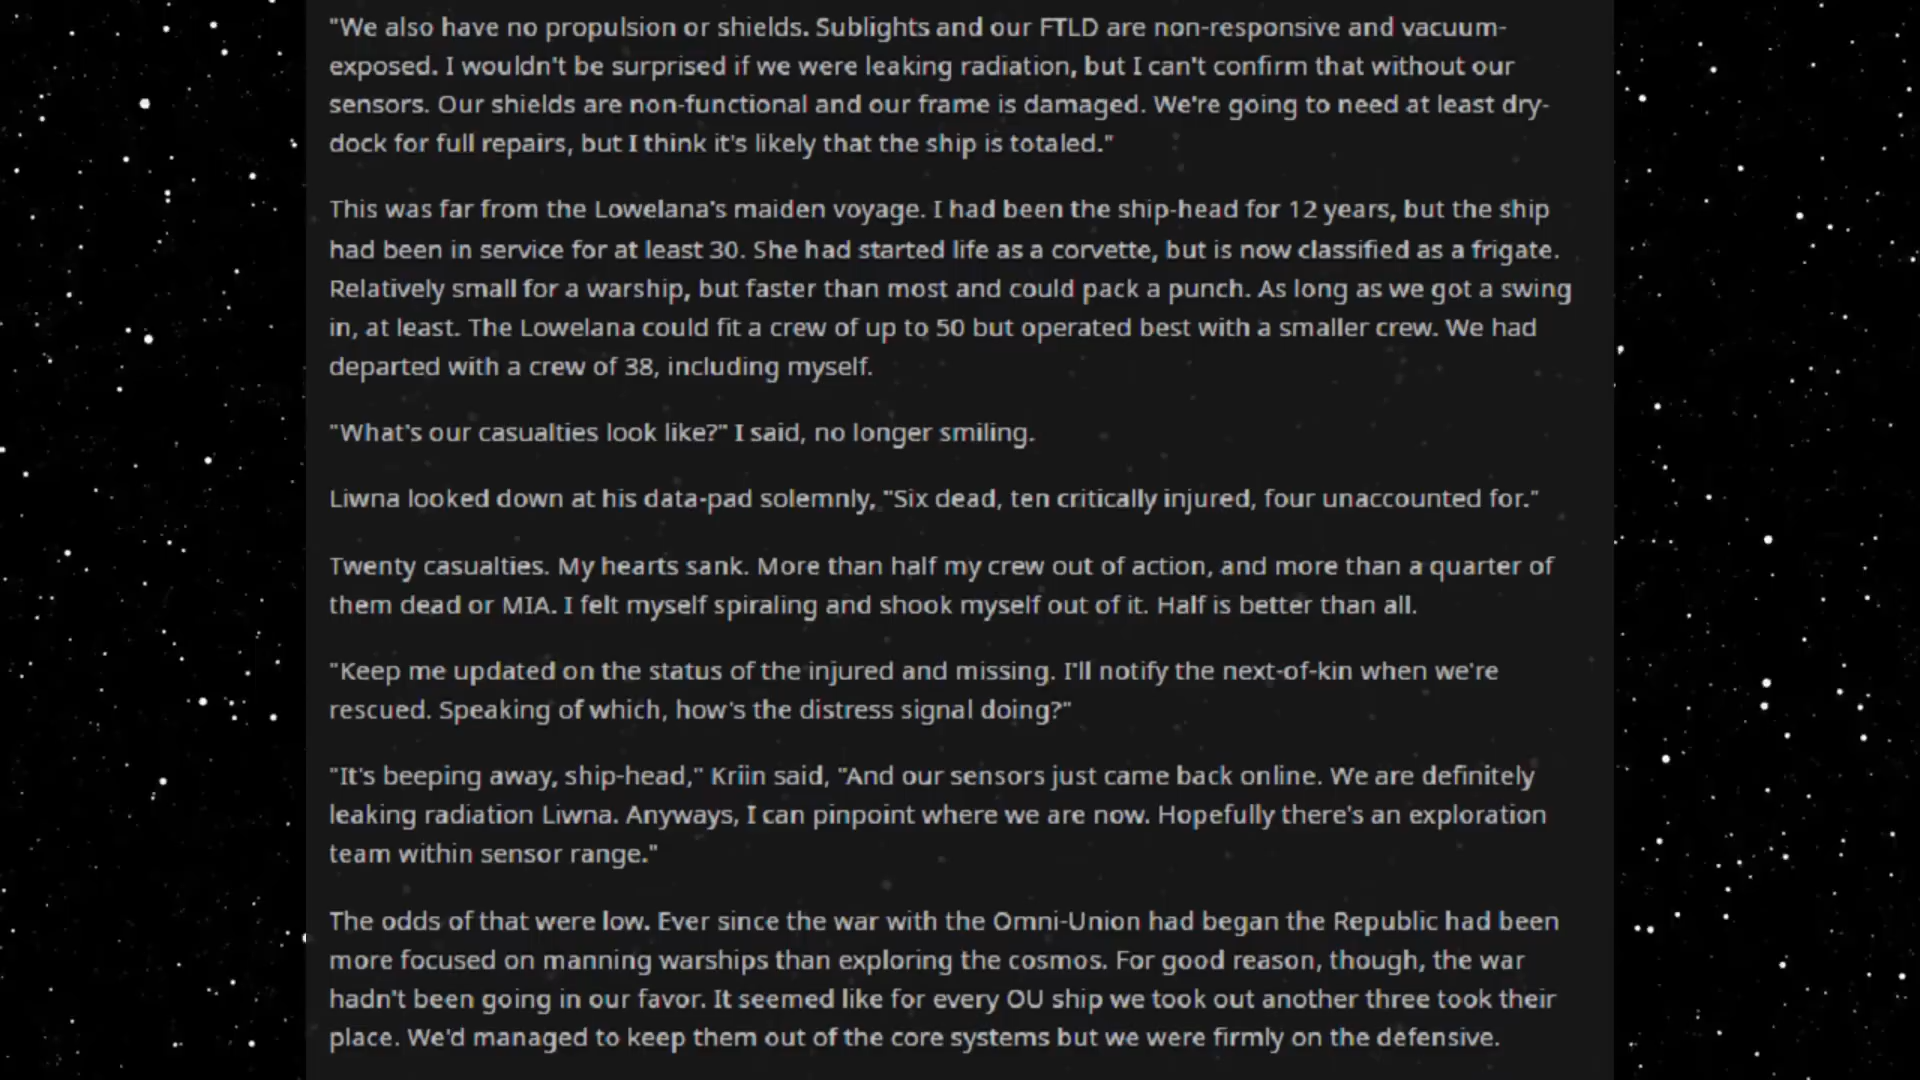 "We also have no propulsion or shields. Sublights and our FTLD are non-responsive and vacuum-
exposed. I wouldn't be surprised if we were leaking radiation, but I can't confirm that without our
sensors. Our shields are non-functional and our frame is damaged. We're going to need at least dry-
dock for full repairs, but I think it's likely that the ship is totaled."
This was far from the Lowelana's maiden voyage. I had been the ship-head for 12 years, but the ship
had been in service for at least 30. She had started life as a corvette, but is now classified as a frigate.
Relatively small for a warship, but faster than most and could pack a punch. As long as we got a swing
in, at least. The Lowelana could fit a crew of up to 50 but operated best with a smaller crew. We had
departed with a crew of 38, including myself.
"What's our casualties look like?" I said, no longer smiling.
Liwna looked down at his data-pad solemnly, "Six dead, ten critically injured, four unaccounted for."
Twenty casualties. My hearts sank. More than half my crew out of action, and more than a quarter of
them dead or MIA. I felt myself spiraling and shook myself out of it. Half is better than all.
"Keep me updated on the status of the injured and missing. I'll notify the next-of-kin when we're
rescued. Speaking of which, how's the distress signal doing?"
"It's beeping away, ship-head," Kriin said, "And our sensors just came back online. We are definitely
leaking radiation Liwna. Anyways, I can pinpoint where we are now. Hopefully there's an exploration
team within sensor range."
The odds of that were low. Ever since the war with the Omni-Union had began the Republic had been
more focused on manning warships than exploring the cosmos. For good reason, though, the war
hadn't been going in our favor. It seemed like for every OU ship we took out another three took their
place. We'd managed to keep them out of the core systems but we were firmly on the defensive.